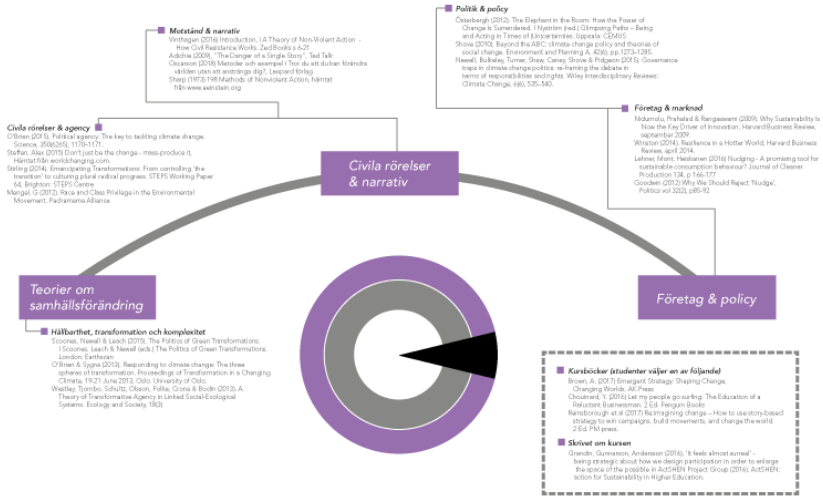 Motstånd & narrativ
Vinthagen (2016) Introduction, i A Theory of Non-Violent Action -
How Civil Resistance Works. Zed Books s 6-21
Adichie (2009), "The Danger of a Single Story", Ted Talk
Oscarson (2018) Metoder och exempel i Tror du att du kan förändra
världen utan att anstränga dig?, Leopard förlag
Sharp (1973) 198 Methods of Nonviolent Action, hämtat
från www.aeinstein.org
Politik & policy
Österbergh (2012). The Elephant in the Room: How the Power of
Change Is Surrendered. I Nyström (red.) Glimpsing Paths – Being
and Acting in Times of (Un)certainties. Uppsala: CEMUS
Shove (2010). Beyond the ABC: climate change policy and theories of
social change. Environment and Planning A, 42(6), pp.1273–1285.
Newell, Bulkeley, Turner, Shaw, Caney, Shove & Pidgeon (2015). Governance
traps in climate change politics: re-framing the debate in
terms of responsibilities and rights. Wiley Interdisciplinary Reviews:
Climate Change, 6(6), 535–540.
Företag & marknad
Nidumolu, Prahalad & Rangaswami (2009). Why Sustainability Is
Now the Key Driver of Innovation, Harvard Business Review,
september 2009.
Winston (2014). Resilience in a Hotter World, Harvard Business
Review, april 2014.
Lehner, Mont, Heiskanen (2016) Nudging - A promising tool for
sustainable consumption behaviour? Journal of Cleaner
Production 134, p 166-177
Goodwin (2012) Why We Should Reject 'Nudge',
Politics vol 32(2), p85-92
Civila rörelser & agency
O'Brien (2015). Political agency: The key to tackling climate change.
Science, 350(6265), 1170–1171.
Steffen, Alex (2015) Don't just be the change - mass-produce it,
Hämtat från worldchanging.com.
Stirling (2014). Emancipating Transformations: From controlling 'the
transition' to culturing plural radical progress. STEPS Working Paper
64, Brighton: STEPS Centre
Mengel, G (2012). Race and Class Privilege in the Environmental
Movement. Pachamama Alliance
Civila rörelser
& narrativ
Teorier om
samhällsförändring
Företag & policy
Hållbarthet, transformation och komplexitet
Scoones, Newell & Leach (2015). The Politics of Green Transformations,
I Scoones, Leach & Newell (eds.) The Politics of Green Transformations.
London: Earthscan
O'Brien & Sygna (2013). Responding to climate change: The three
spheres of transformation. Proceedings of Transformation in a Changing
Climate, 19-21 June 2013, Oslo. University of Oslo.
Westley, Tjornbo, Schultz, Olsson, Folke, Crona & Bodin (2013). A
Theory of Transformative Agency in Linked Social-Ecological
Systems. Ecology and Society, 18(3)
Kursböcker (studenter väljer en av följande)
Brown, A. (2017) Emergent Strategy: Shaping Change,
Changing Worlds. AK Press
Chouinard, Y. (2016) Let my people go surfing: The Education of a
Reluctant Businessman. 2 Ed. Penguin Books
Reinsborough et al (2017) Re:imagining change – How to use story-based
strategy to win campaigns, build movements, and change the world.
2 Ed. PM press.
Skrivet om kursen
Grandin, Gunnarson, Andersson (2016), 'It feels almost surreal' -
being strategic about how we design participation in order to enlarge
the space of the possible in ActSHEN Project Group (2016), ActSHEN:
action for Sustainability in Higher Education.